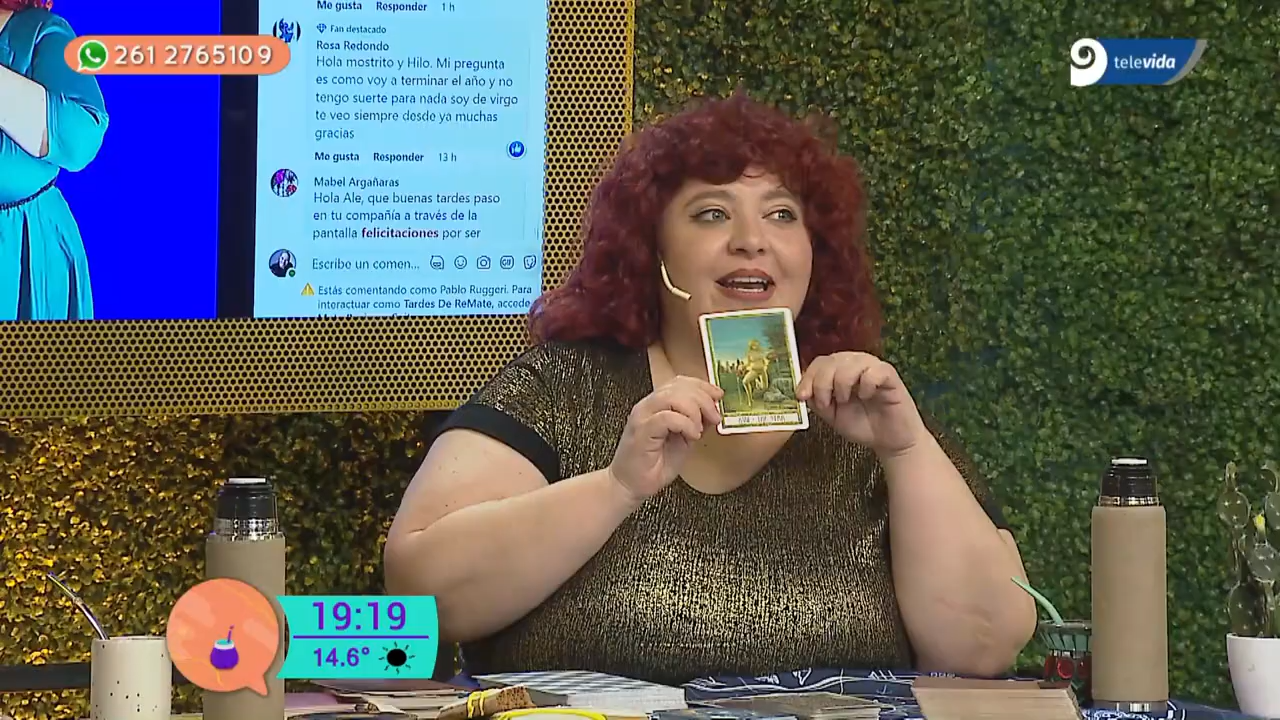 Me gusta Responder 1 h
Fan destacado
Rosa Redondo
Hola mostrito y Hilo. Mi pregunta
es como voy a terminar el año y no
tengo suerte para nada soy de virgo
te veo siempre desde ya muchas
gracias
Me gusta Responder 13 h
Mabel Argañaras
Hola Ale, que buenas tardes paso
en tu compañía a través de la
pantalla felicitaciones por ser
Escribe un comen...
GIF
Estás comentando como Pablo Ruggeri. Para
interactuar como Tardes De ReMate, accede
261 2765109
9 televida
19:19
14.6°